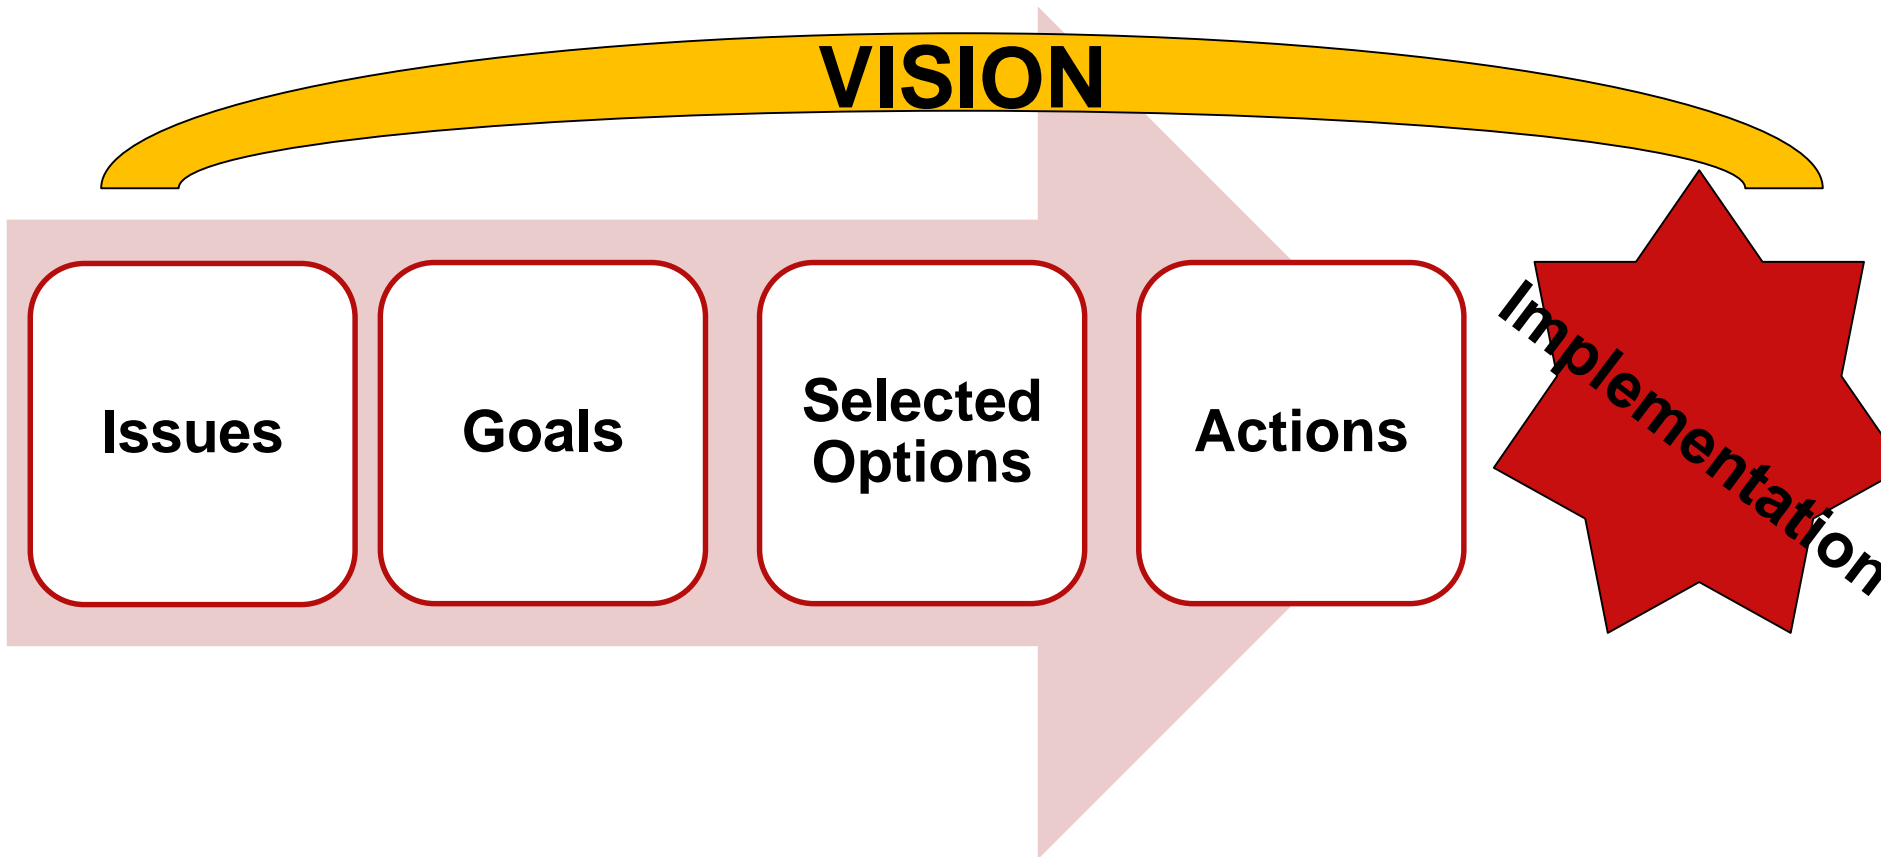 VISION
Issues
Goals
Selected
Options
Actions
Implementation